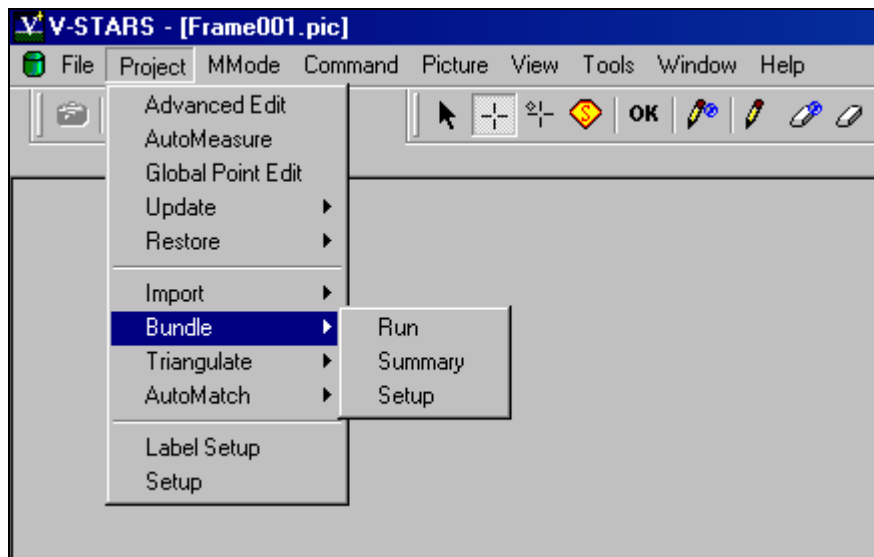 V-STARS - [Frame001.pic]
File Project MMode Command Picture View Tools Window Help
OK
Advanced Edit
AutoMeasure
Global Point Edit
Update
Restore
Import
Bundle
Triangulate
AutoMatch
Label Setup
Setup
Run
Summary
Setup